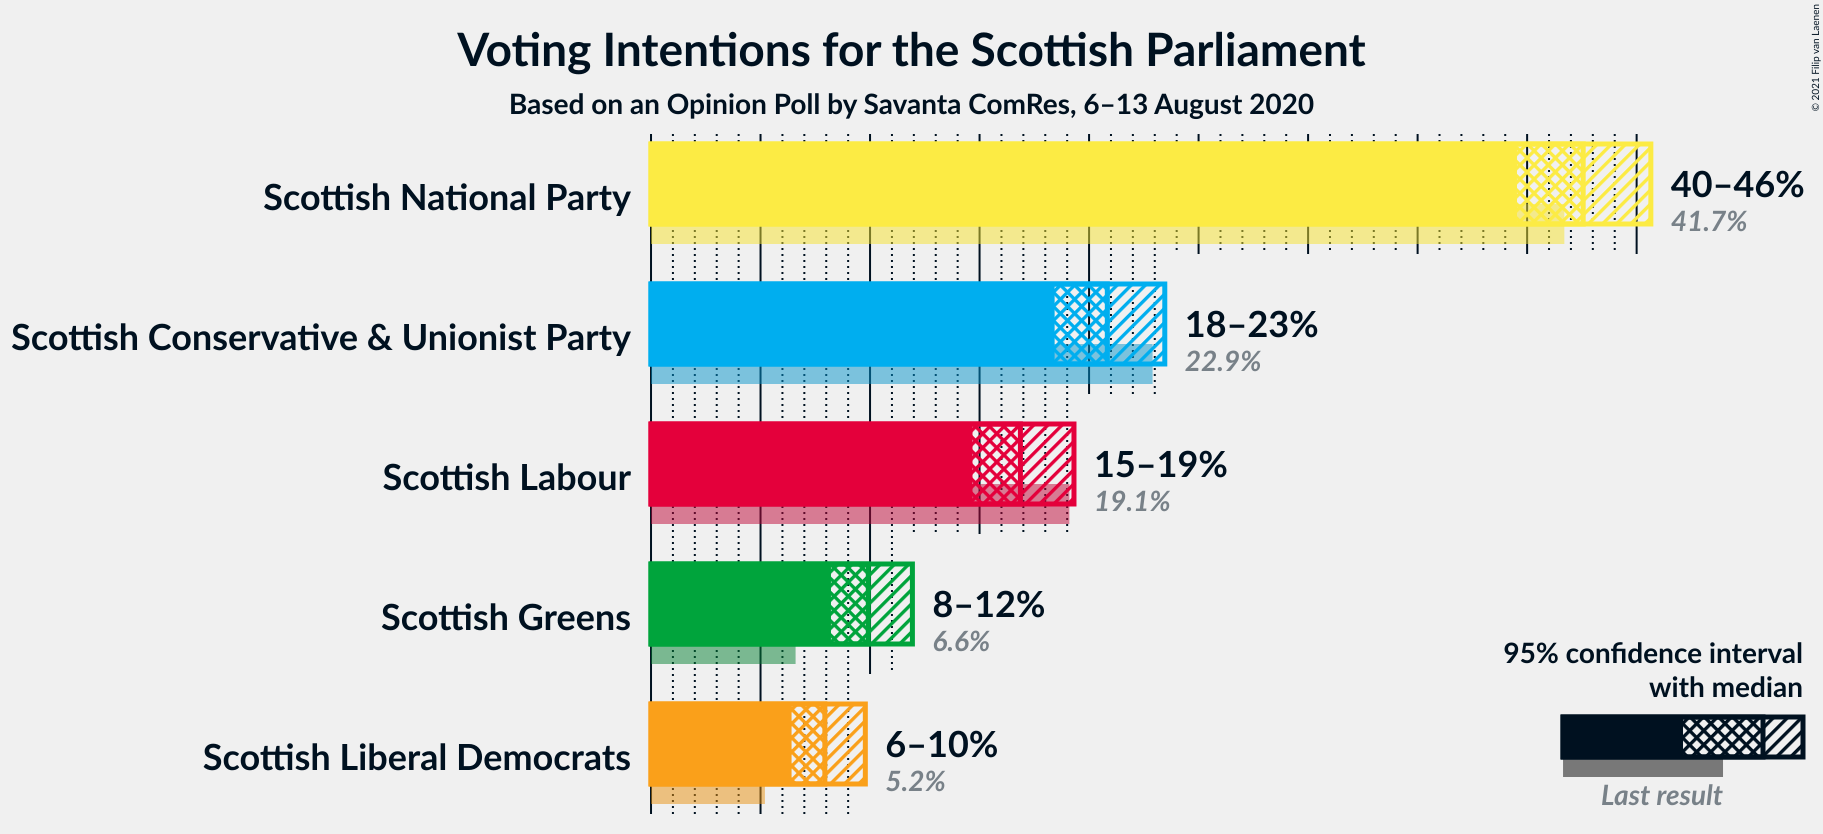 Voting Intentions for the Scottish Parliament
Based on an Opinion Poll by Savanta ComRes, 6–13 August 2020
© 2021 Filip van Laenen
Scottish National Party
40–46%
41.7%
Scottish Conservative & Unionist Party
18–23%
22.9%
Scottish Labour
15–19%
19.1%
Scottish Greens
8–12%
6.6%
Scottish Liberal Democrats
6–10%
5.2%
95% confidence interval
with median
Last result